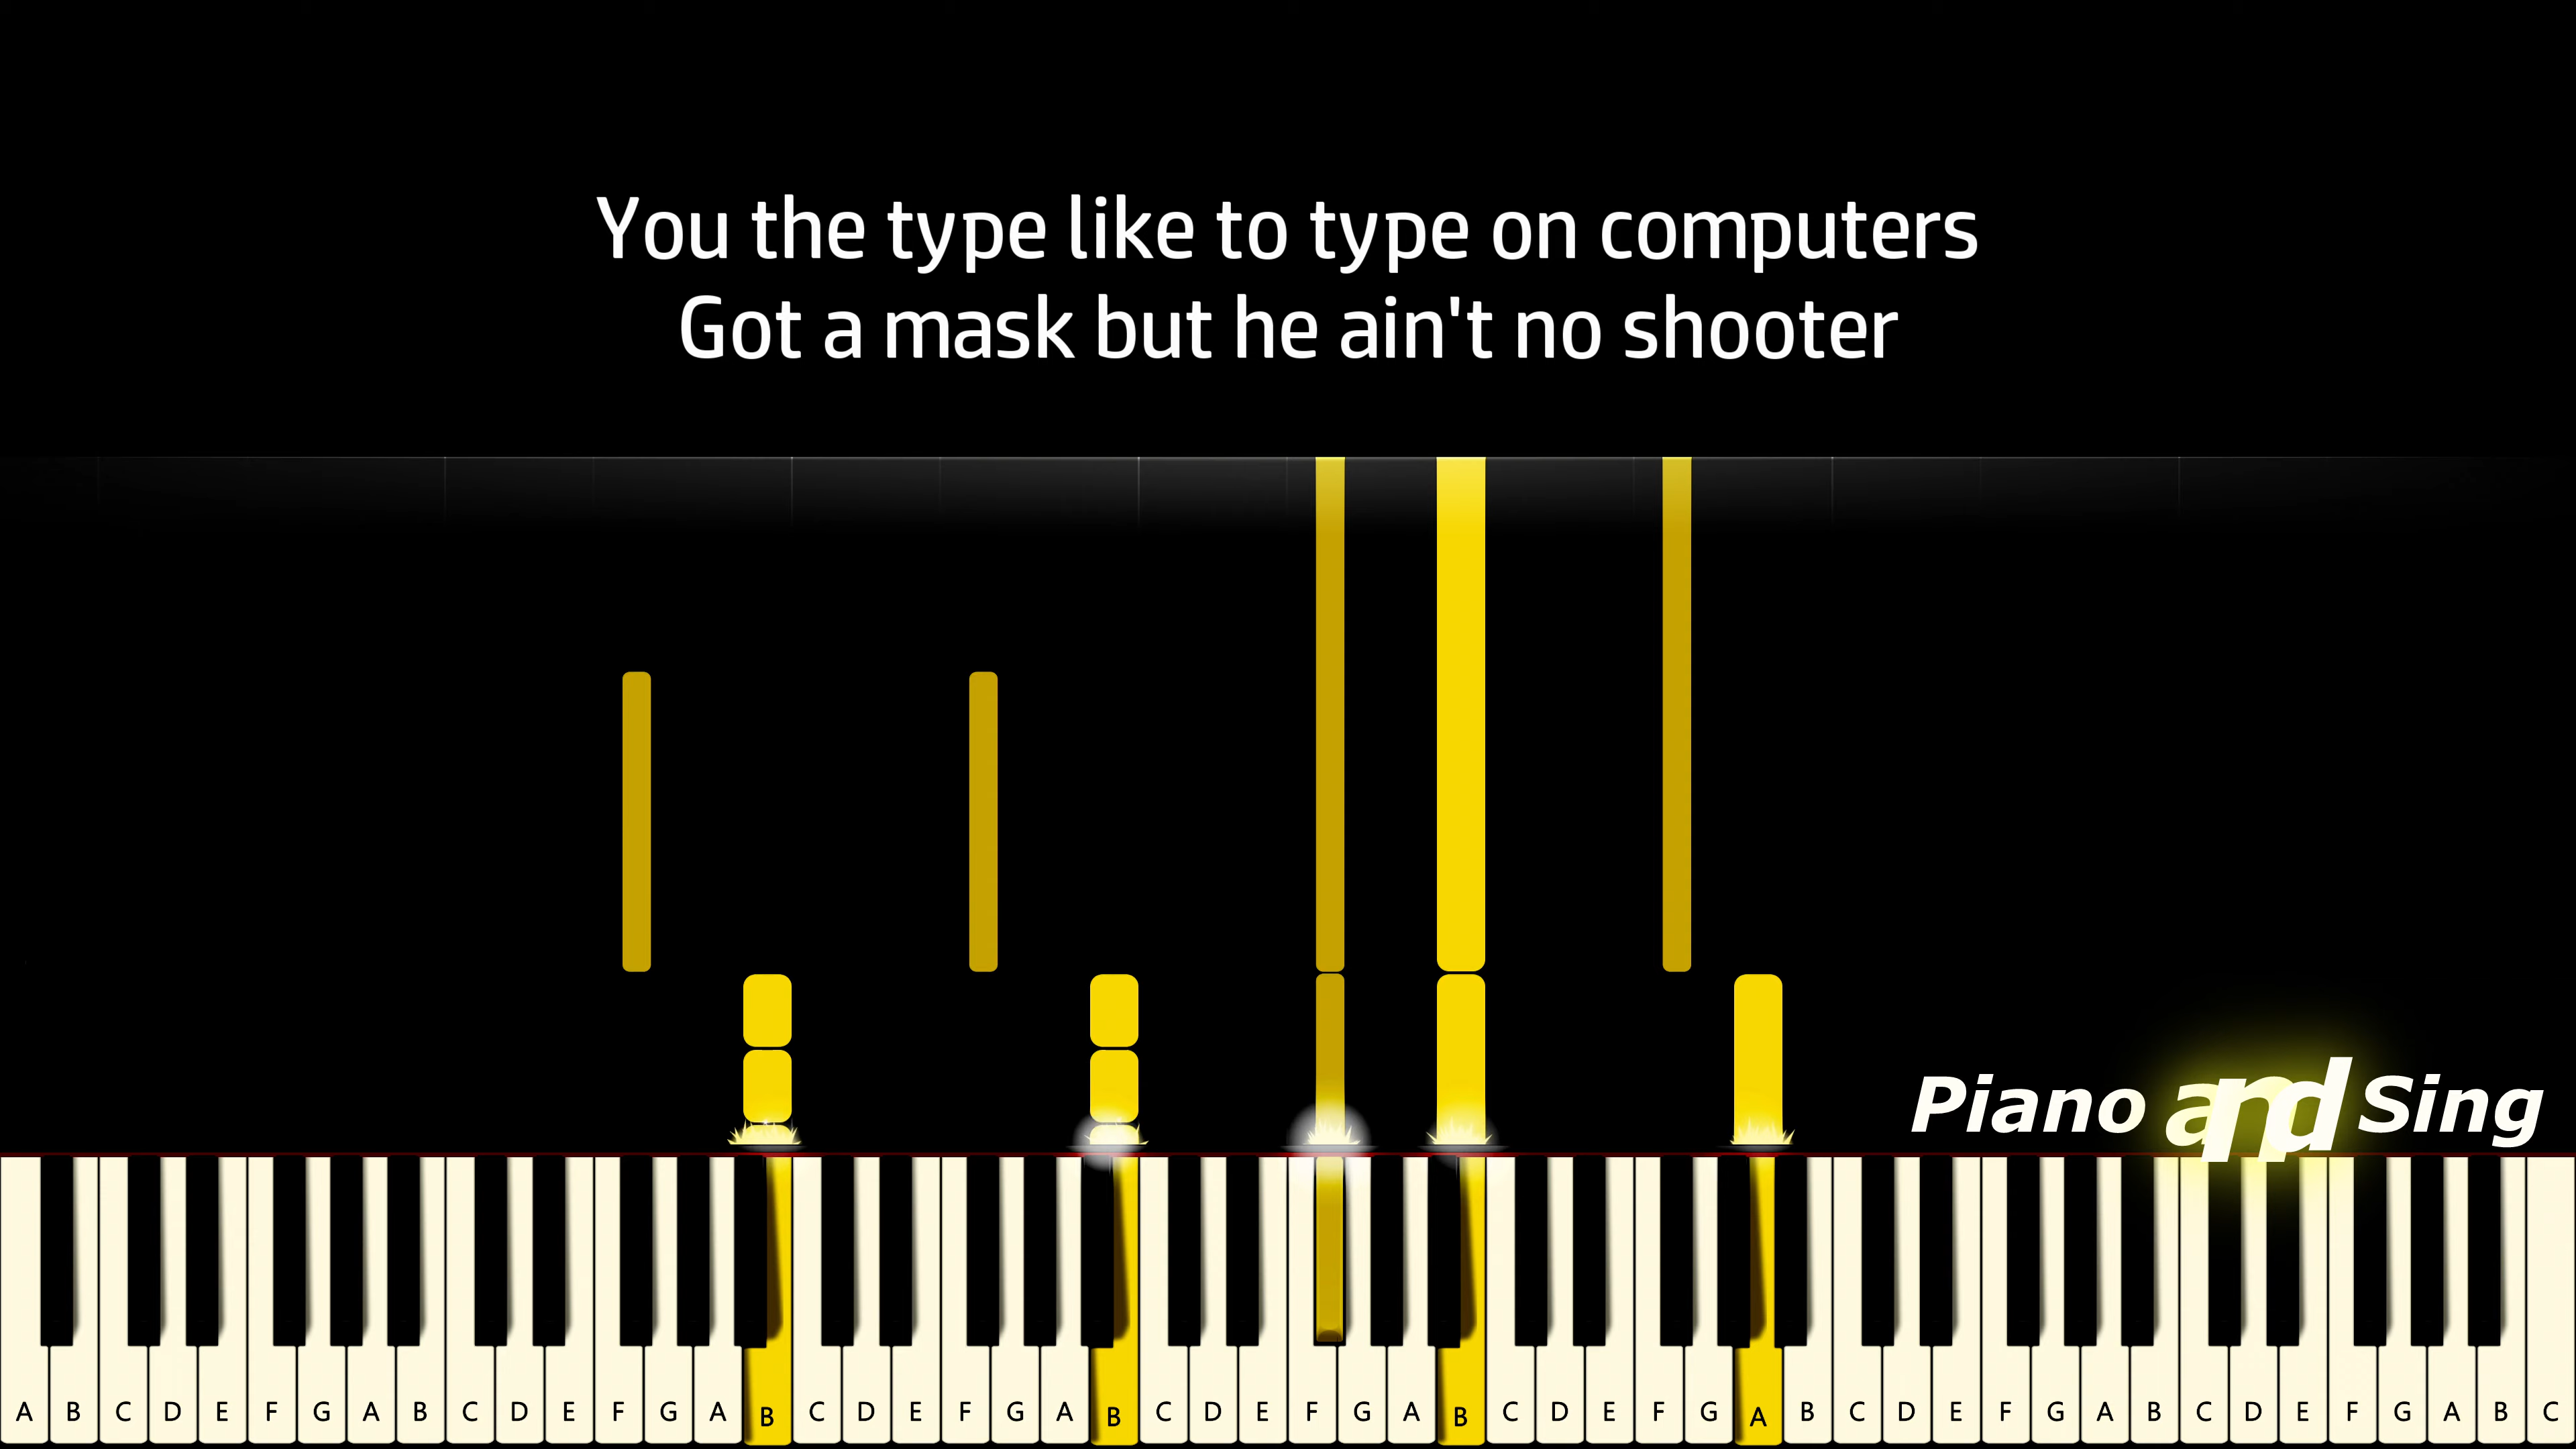 You the type like to type on computers
Got a mask but he ain't no shooter
Piano and Sing
A B C D E F G A B C D E F G A B C D E F G A B C D E F G A B C D E F G A B C D E F G A B C D E F G A B C